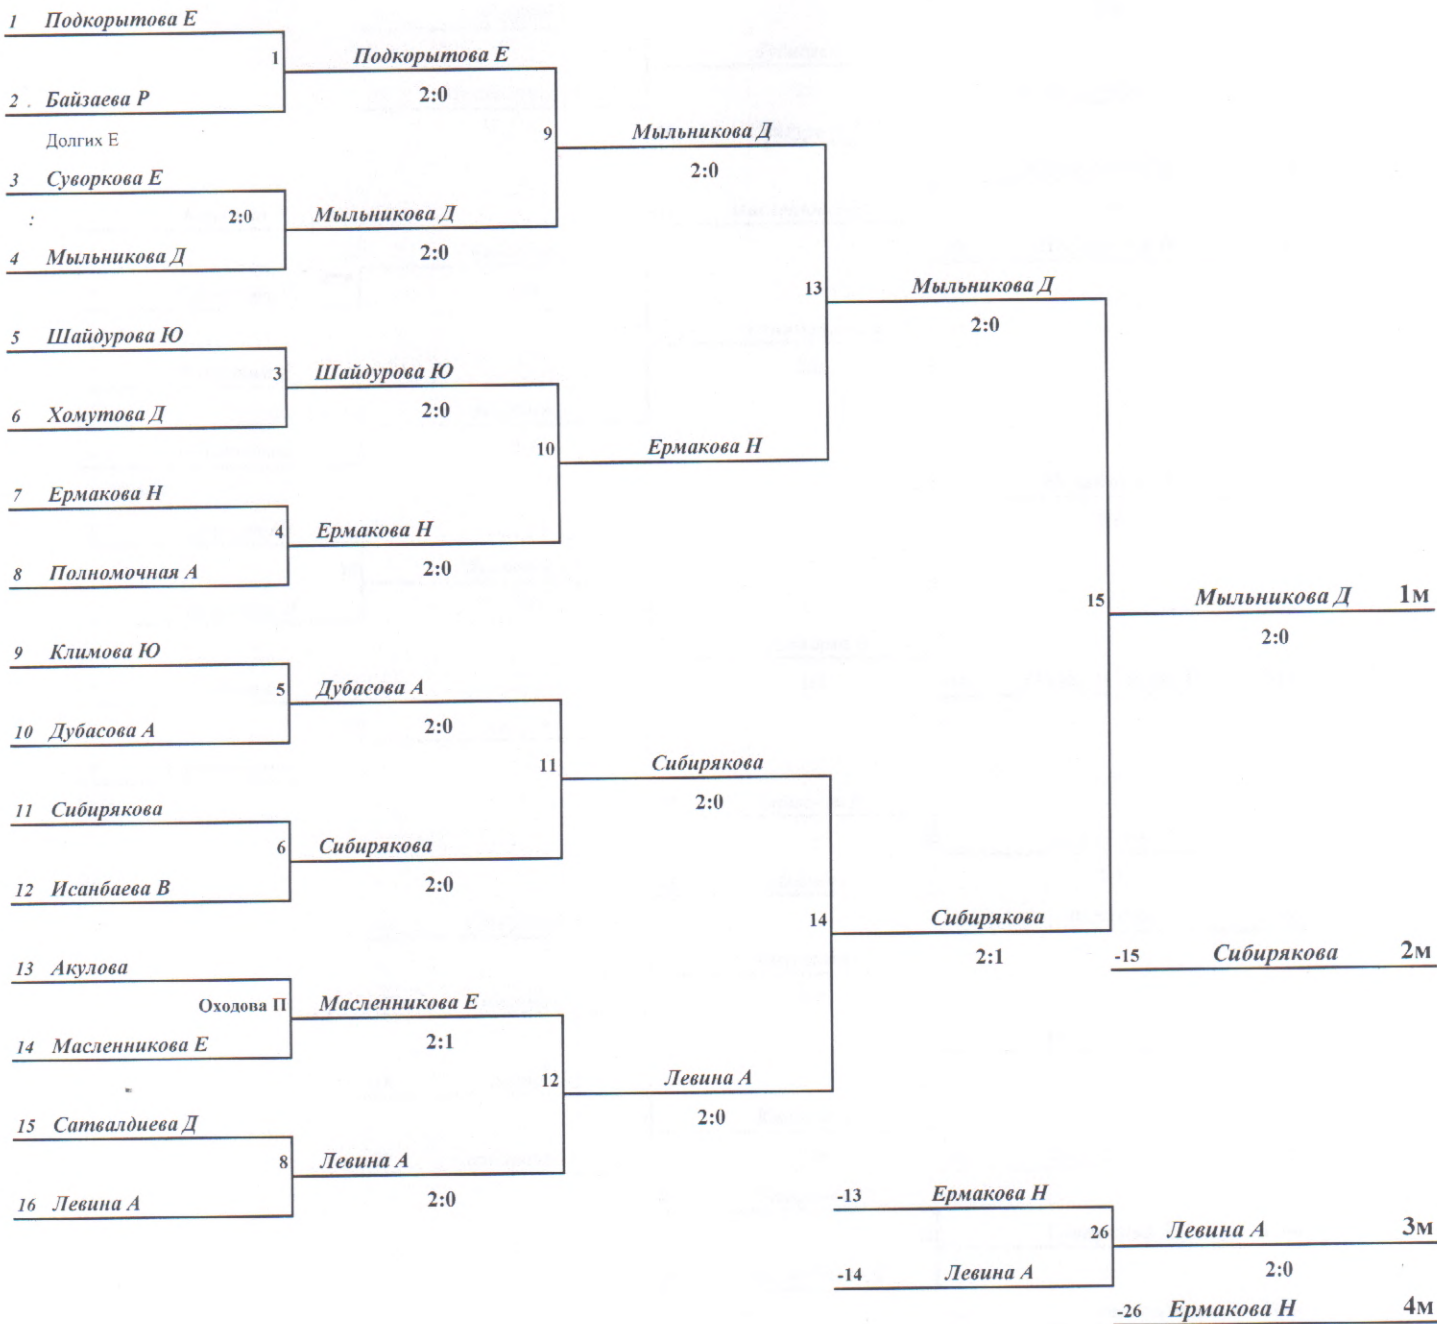 1 Подкорытова Е
1 Подкорытова Е
2:0
2 Байзаева Р
Долгих Е
9 Мыльникова Д
2:0
3 Суворкова Е
2:0 Мыльникова Д
2:0
4 Мыльникова Д
13 Мыльникова Д
2:0
5 Шайдурова Ю
3 Шайдурова Ю
2:0
6 Хомутова Д
10 Ермакова Н
7 Ермакова Н
4 Ермакова Н
2:0
8 Полномочная А
15 Мыльникова Д 1м
2:0
9 Климова Ю
5 Дубасова А
2:0
10 Дубасова А
11 Сибирякова
2:0
11 Сибирякова
6 Сибирякова
2:0
12 Исанбаева В
14 Сибирякова
2:1
-15 Сибирякова 2м
13 Акулова
Оходова П Масленникова Е
2:1
14 Масленникова Е
12 Левина А
2:0
15 Сатвалдиева Д
8 Левина А
2:0
16 Левина А
-13 Ермакова Н
26 Левина А 3м
2:0
-14 Левина А
-26 Ермакова Н 4м